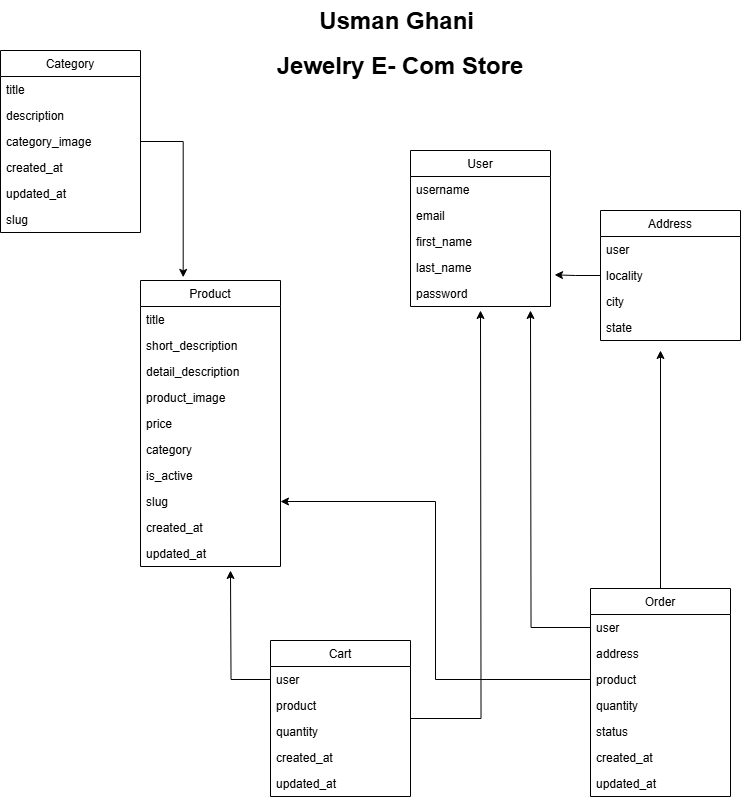 Usman Ghani
Jewelry E- Com Store
Category
title
description
category_image
created_at
updated_at
slug
User
username
email
first_name
last_name
password
Address
user
locality
city
state
Product
title
short_description
detail_description
product_image
price
category
is_active
slug
created_at
updated_at
Cart
user
product
quantity
created_at
updated_at
Order
user
address
product
quantity
status
created_at
updated_at